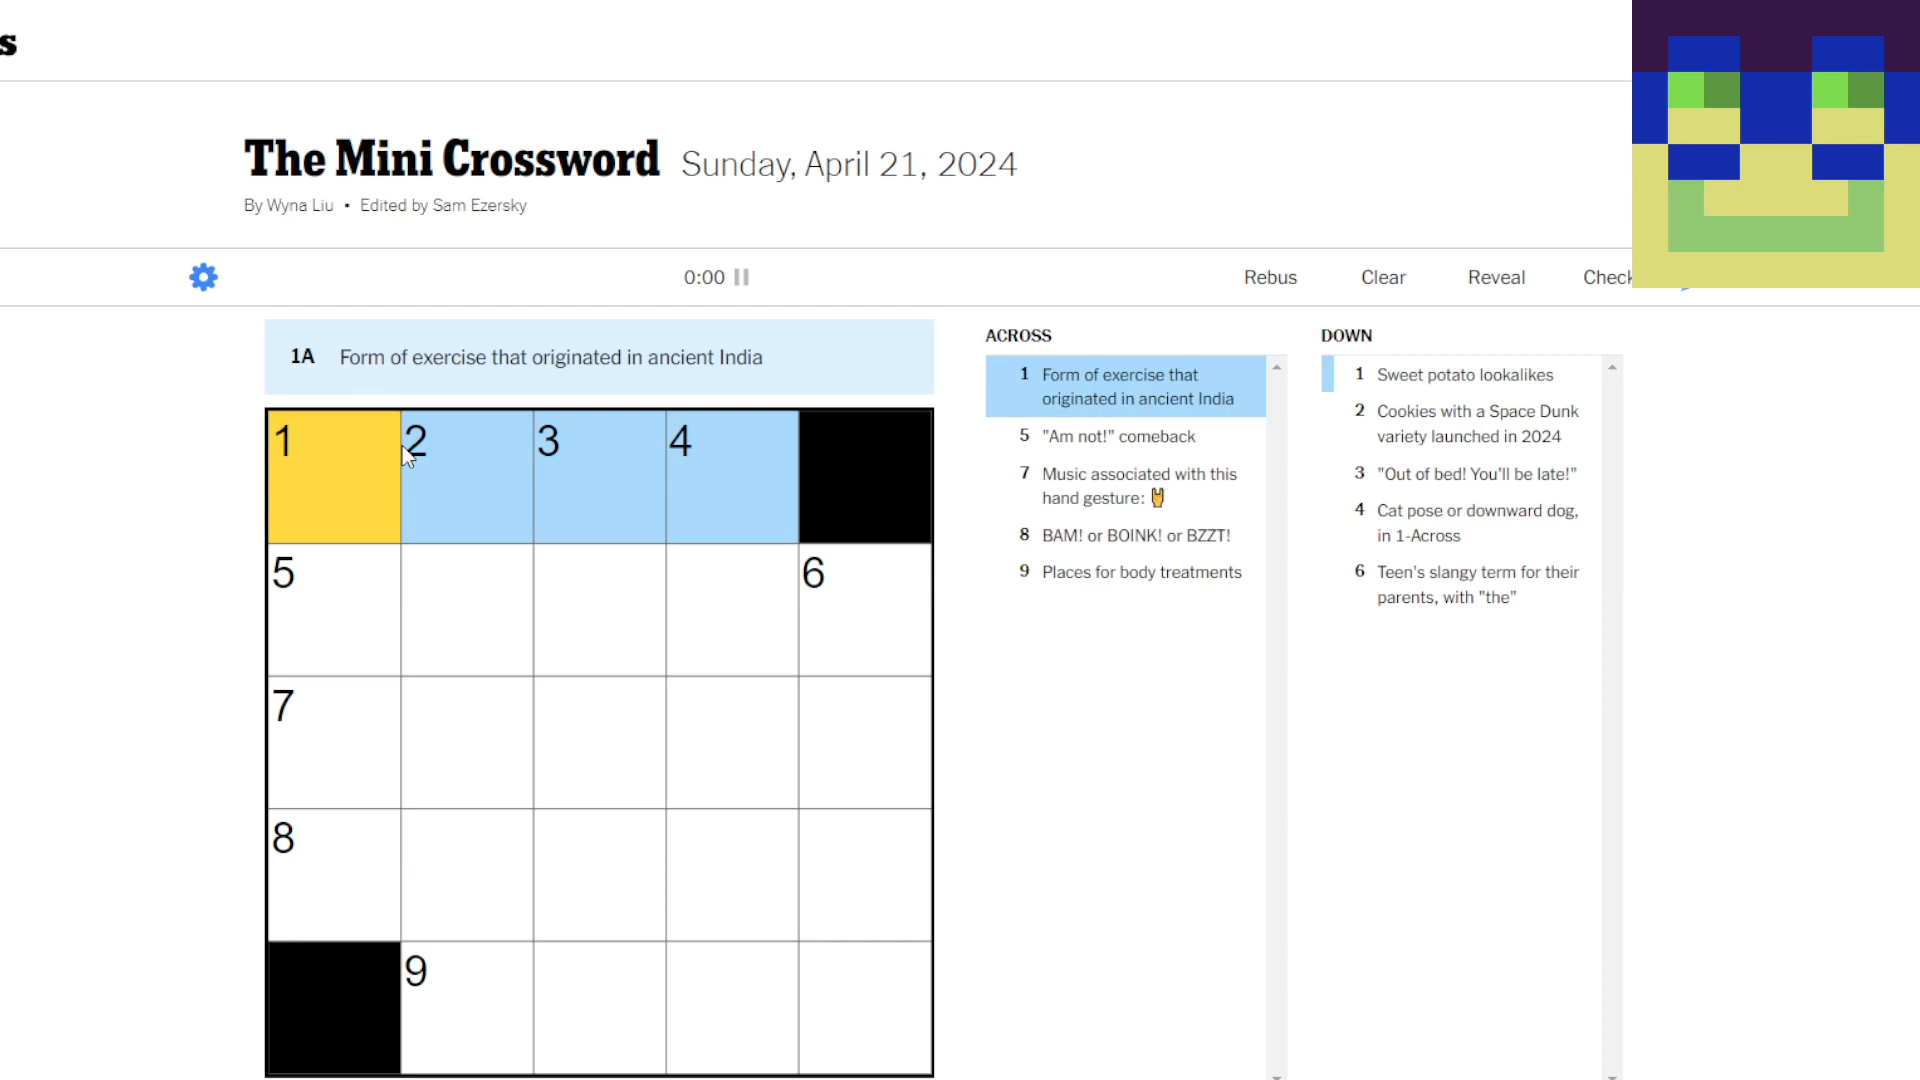 s
The Mini Crossword Sunday, April 21, 2024
By Wyna Liu ▪ Edited by Sam Ezersky
0:00 Rebus Clear Reveal Check
1A Form of exercise that originated in ancient India
1 2 3 4
5 6
7
8
9
ACROSS
1 Form of exercise that
originated in ancient India
5 "Am not!" comeback
7 Music associated with this
hand gesture: 🤘
8 BAM! or BOINK! or BZZT!
9 Places for body treatments
DOWN
1 Sweet potato lookalikes
2 Cookies with a Space Dunk
variety launched in 2024
3 "Out of bed! You'll be late!"
4 Cat pose or downward dog,
in 1-Across
6 Teen's slangy term for their
parents, with "the"